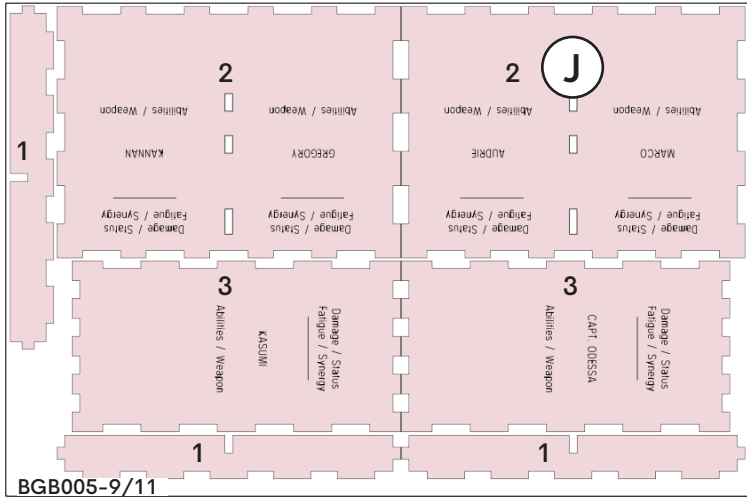 2
2
J
Abilities / Weapon
Abilities / Weapon
Abilities / Weapon
Abilities / Weapon
1
KANNAN
GREGORY
AUDRIE
MARCO
Damage / Status
Fatigue / Synergy
Damage / Status
Fatigue / Synergy
Damage / Status
Fatigue / Synergy
Damage / Status
Fatigue / Synergy
3
3
Damage / Status
Fatigue / Synergy
KASUMI
Abilities / Weapon
Damage / Status
Fatigue / Synergy
CAPT. ODESSA
Abilities / Weapon
1
1
BGB005-9/11